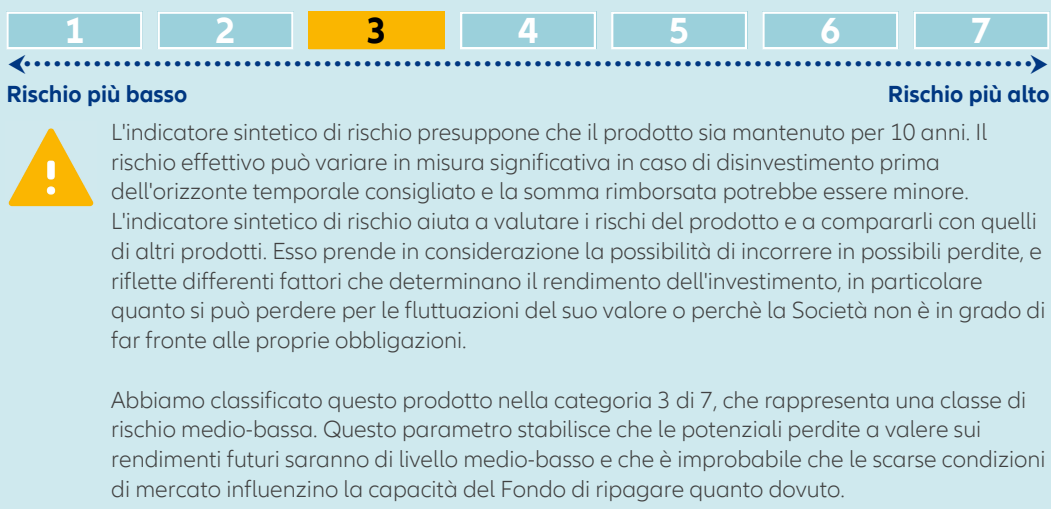 1 2 3 4 5 6 7
Rischio più basso Rischio più alto
L'indicatore sintetico di rischio presuppone che il prodotto sia mantenuto per 10 anni. Il
rischio effettivo può variare in misura significativa in caso di disinvestimento prima
dell'orizzonte temporale consigliato e la somma rimborsata potrebbe essere minore.
L'indicatore sintetico di rischio aiuta a valutare i rischi del prodotto e a compararli con quelli
di altri prodotti. Esso prende in considerazione la possibilità di incorrere in possibili perdite, e
riflette differenti fattori che determinano il rendimento dell'investimento, in particolare
quanto si può perdere per le fluttuazioni del suo valore o perchè la Società non è in grado di
far fronte alle proprie obbligazioni.
Abbiamo classificato questo prodotto nella categoria 3 di 7, che rappresenta una classe di
rischio medio-bassa. Questo parametro stabilisce che le potenziali perdite a valere sui
rendimenti futuri saranno di livello medio-basso e che è improbabile che le scarse condizioni
di mercato influenzino la capacità del Fondo di ripagare quanto dovuto.